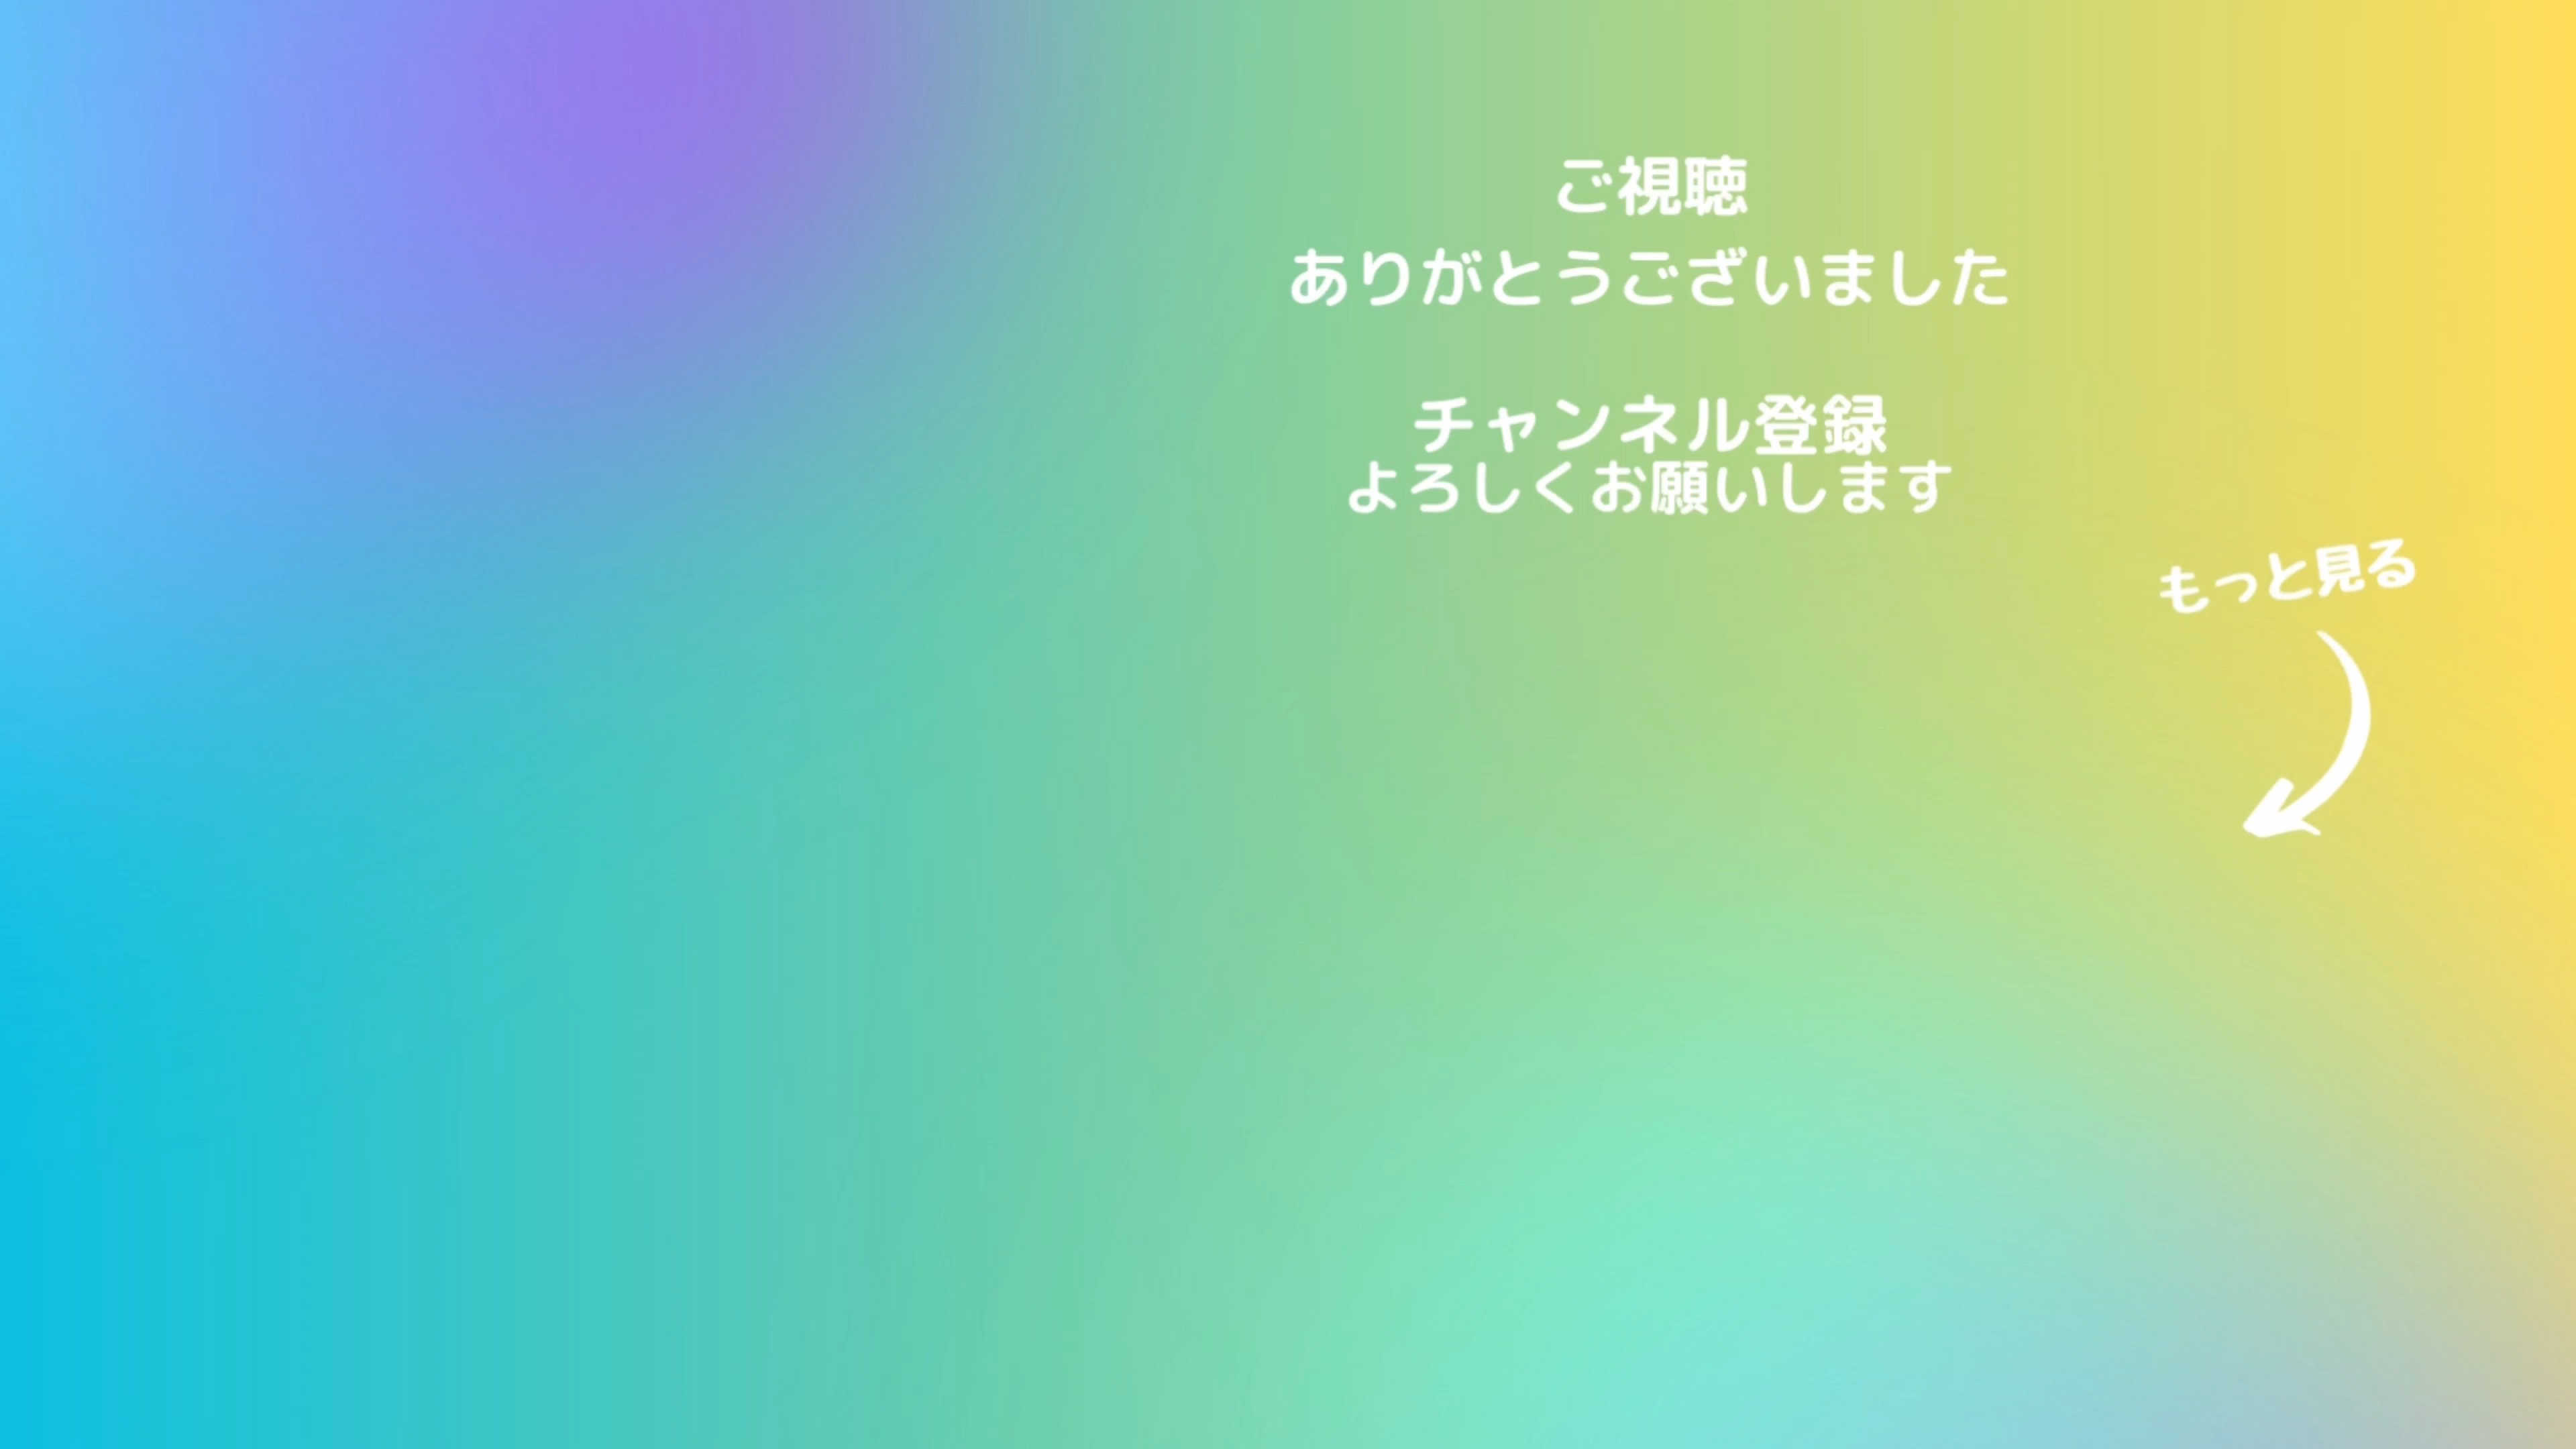 ご視聴
ありがとうございました
チャンネル登録
よろしくお願いします
もっと見る